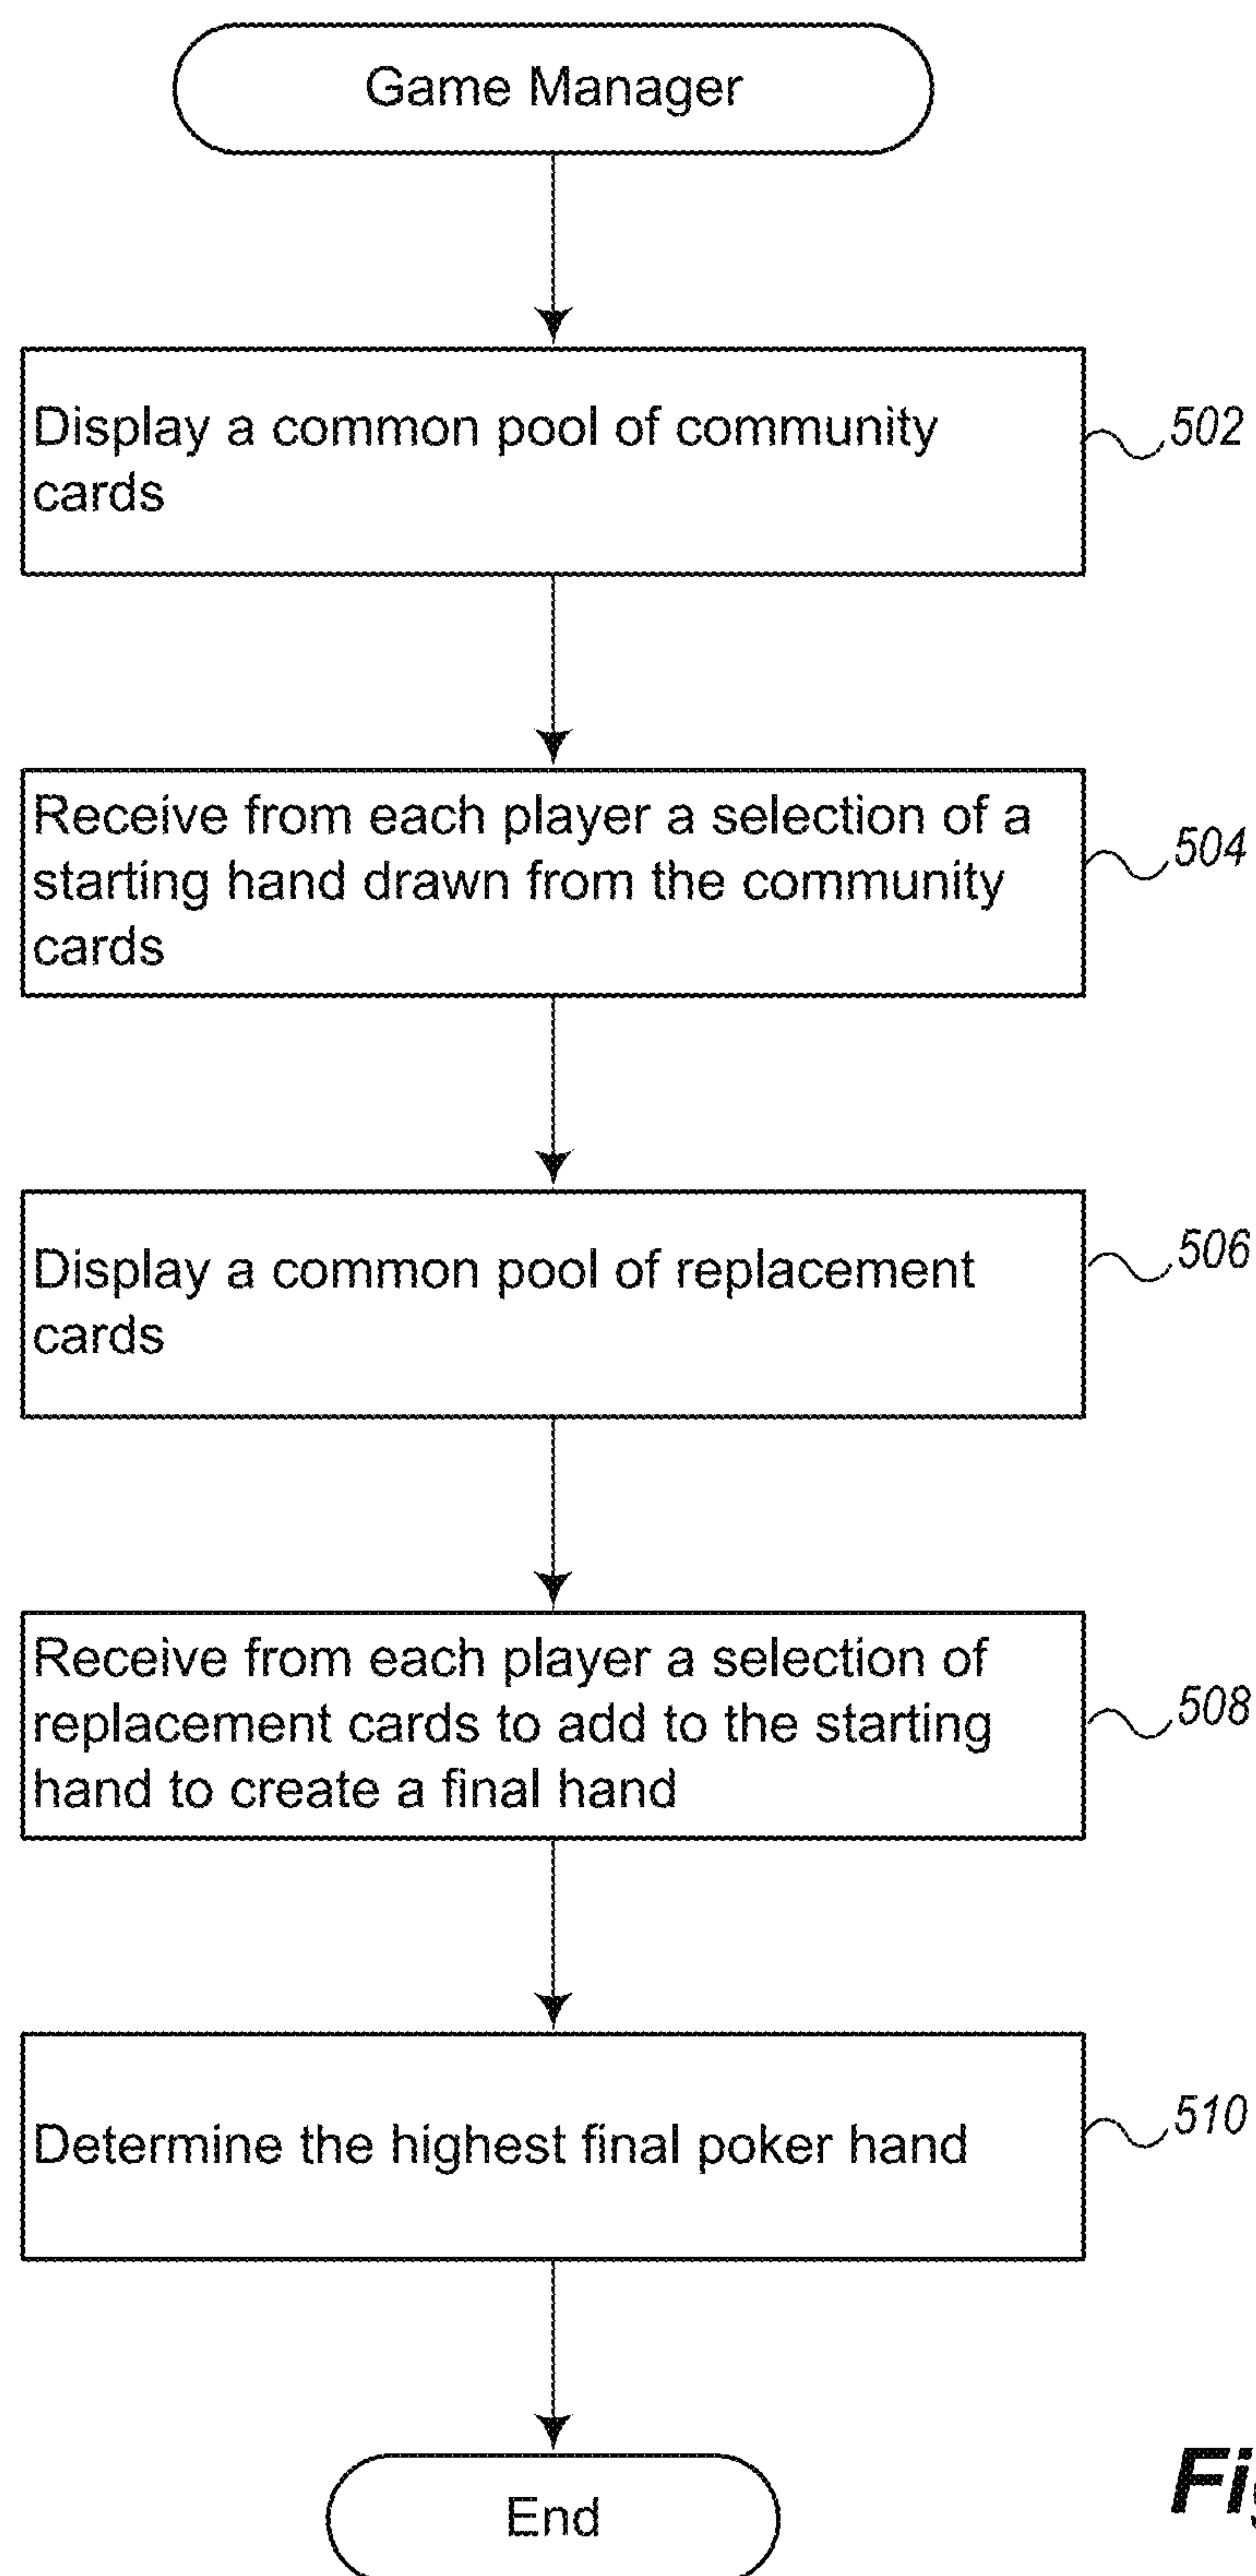 Game Manager
Display a common pool of community
cards
502
Receive from each player a selection of a
starting hand drawn from the community
cards
504
Display a common pool of replacement
cards
506
Receive from each player a selection of
replacement cards to add to the starting
hand to create a final hand
508
Determine the highest final poker hand
510
End